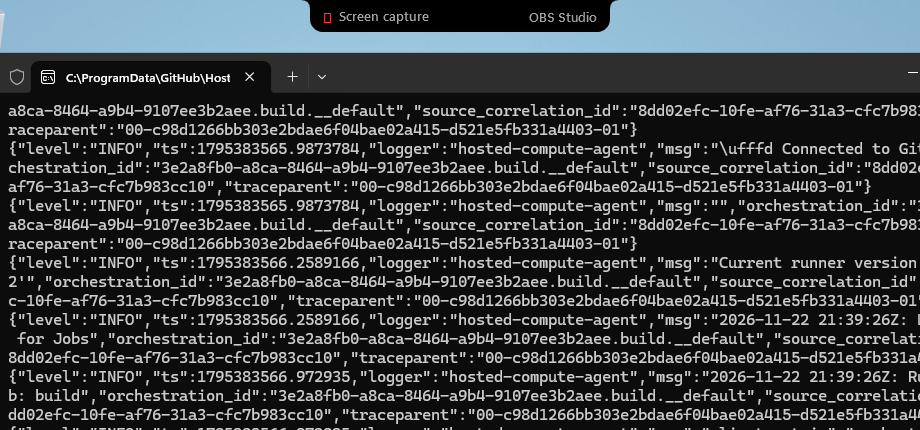 Screen capture OBS Studio
C:\ProgramData\GitHub\Host
a8ca-8464-a9b4-9107ee3b2aee.build.__default","source_correlation_id":"8dd02efc-10fe-af76-31a3-cfc7b983
raceparent":"00-c98d1266bb303e2bdae6f04bae02a415-d521e5fb331a4403-01"}
{"level":"INFO","ts":1795383565.9873784,"logger":"hosted-compute-agent","msg":"\ufffd Connected to Git
chestration_id":"3e2a8fb0-a8ca-8464-a9b4-9107ee3b2aee.build.__default","source_correlation_id":"8dd02
af76-31a3-cfc7b983cc10","traceparent":"00-c98d1266bb303e2bdae6f04bae02a415-d521e5fb331a4403-01"}
{"level":"INFO","ts":1795383565.9873784,"logger":"hosted-compute-agent","msg":"","orchestration_id":"
a8ca-8464-a9b4-9107ee3b2aee.build.__default","source_correlation_id":"8dd02efc-10fe-af76-31a3-cfc7b983
raceparent":"00-c98d1266bb303e2bdae6f04bae02a415-d521e5fb331a4403-01"}
{"level":"INFO","ts":1795383566.2589166,"logger":"hosted-compute-agent","msg":"Current runner version
2'","orchestration_id":"3e2a8fb0-a8ca-8464-a9b4-9107ee3b2aee.build.__default","source_correlation_id"
c-10fe-af76-31a3-cfc7b983cc10","traceparent":"00-c98d1266bb303e2bdae6f04bae02a415-d521e5fb331a4403-01"
{"level":"INFO","ts":1795383566.2589166,"logger":"hosted-compute-agent","msg":"2026-11-22 21:39:26Z:
for Jobs","orchestration_id":"3e2a8fb0-a8ca-8464-a9b4-9107ee3b2aee.build.__default","source_correlati
8dd02efc-10fe-af76-31a3-cfc7b983cc10","traceparent":"00-c98d1266bb303e2bdae6f04bae02a415-d521e5fb331a4
{"level":"INFO","ts":1795383566.972935,"logger":"hosted-compute-agent","msg":"2026-11-22 21:39:26Z: Ru
b: build","orchestration_id":"3e2a8fb0-a8ca-8464-a9b4-9107ee3b2aee.build.__default","source_correlatio
dd02efc-10fe-af76-31a3-cfc7b983cc10","traceparent":"00-c98d1266bb303e2bdae6f04bae02a415-d521e5fb331a44